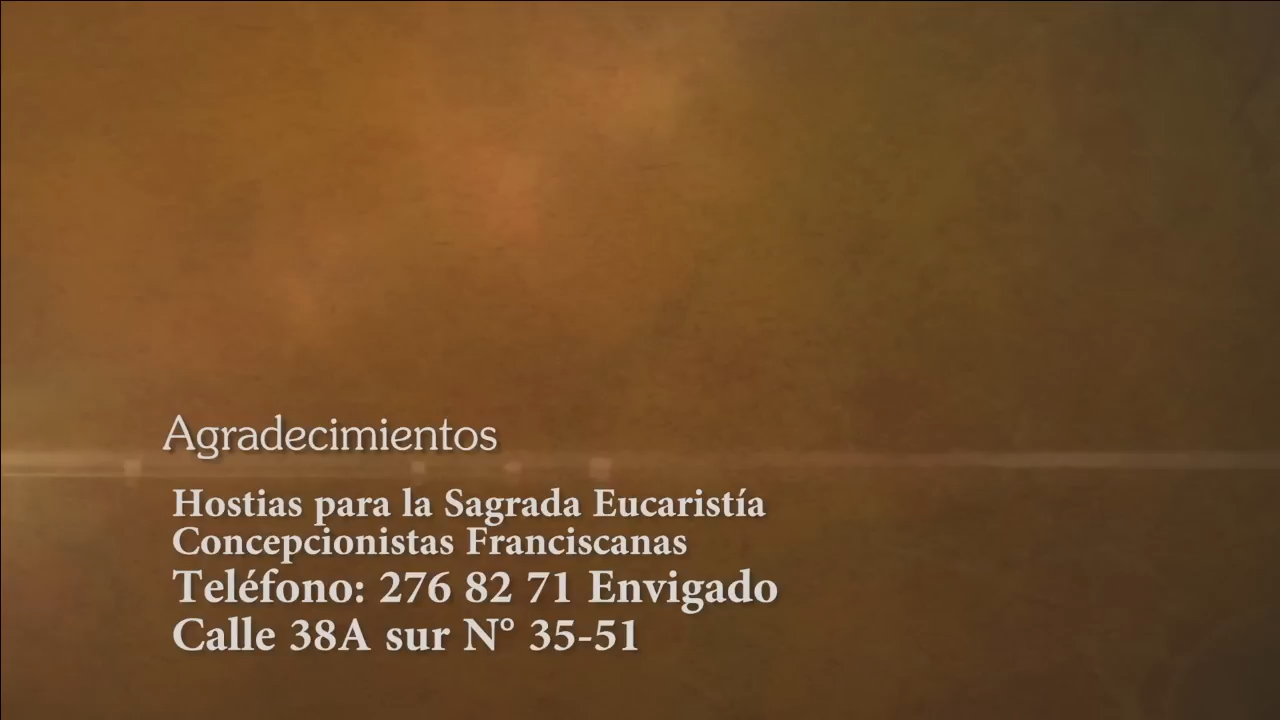 Agradecimientos
Hostias para la Sagrada Eucaristía
Concepcionistas Franciscanas
Teléfono: 276 82 71 Envigado
Calle 38A sur N° 35-51